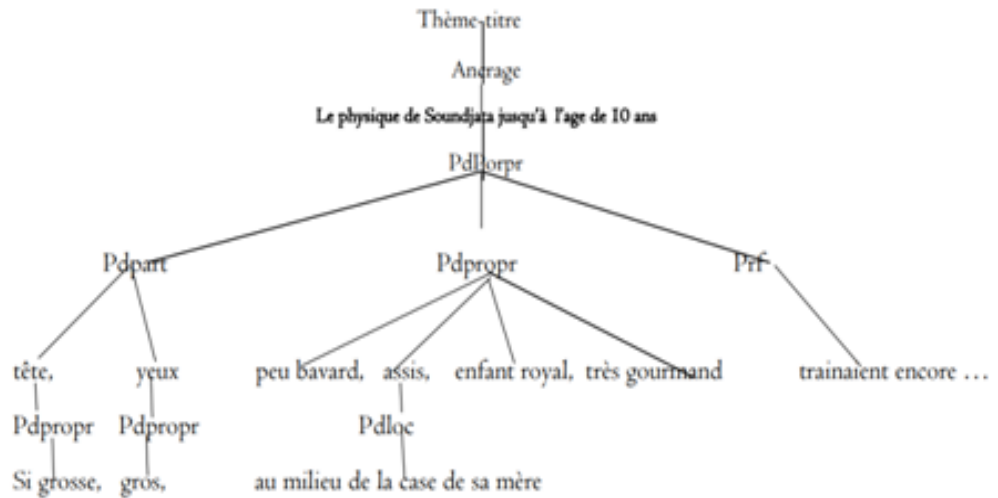 Thème-titre
Ancrage
Le physique de Soundjata jusqu'à l'age de 10 ans
PdPorpr
Pdpart Pdpropr Prf
tête, yeux peu bavard, assis, enfant royal, très gourmand trainaient encore ...
Pdpropr Pdpropr Pdloc
Si grosse, gros, au milieu de la case de sa mère